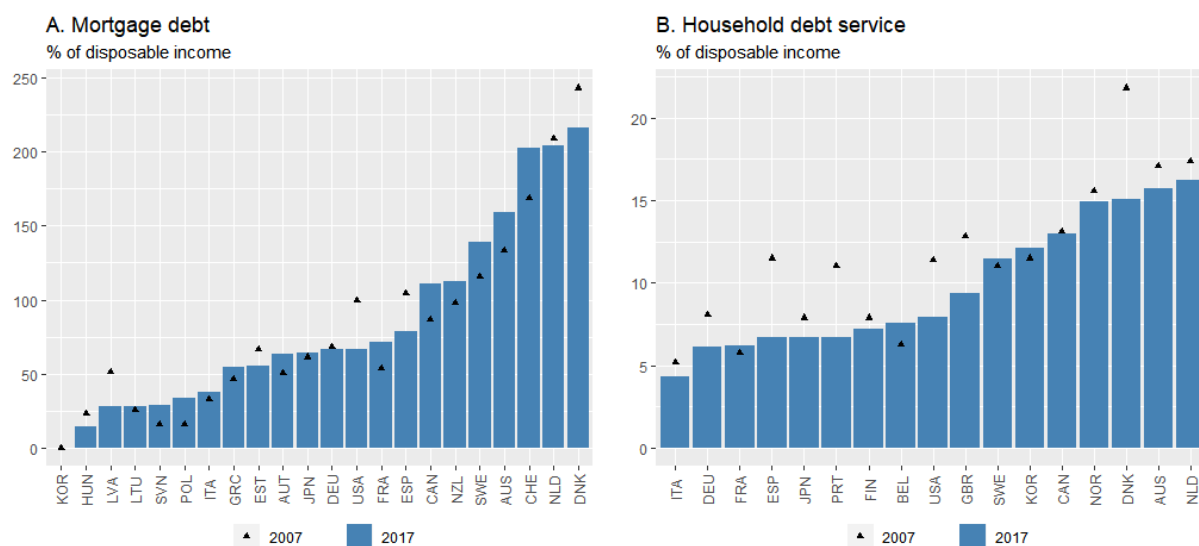 A. Mortgage debt
% of disposable income
250
200
150
100
50
0
KOR HUN LVA LTU SVN POL ITA GRC EST AUT JPN DEU USA FRA ESP CAN NZL SWE AUS CHE NLD DNK
2007 2017
B. Household debt service
% of disposable income
20
15
10
5
0
ITA DEU FRA ESP JPN PRT FIN BEL USA GBR SWE KOR CAN NOR DNK AUS NLD
2007 2017